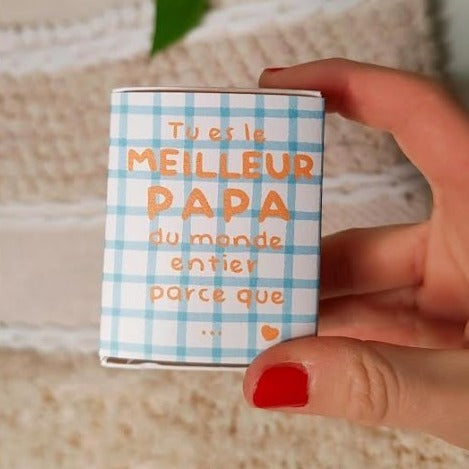 Tu es le
MEILLEUR
PAPA
du monde
entier
parce que
...